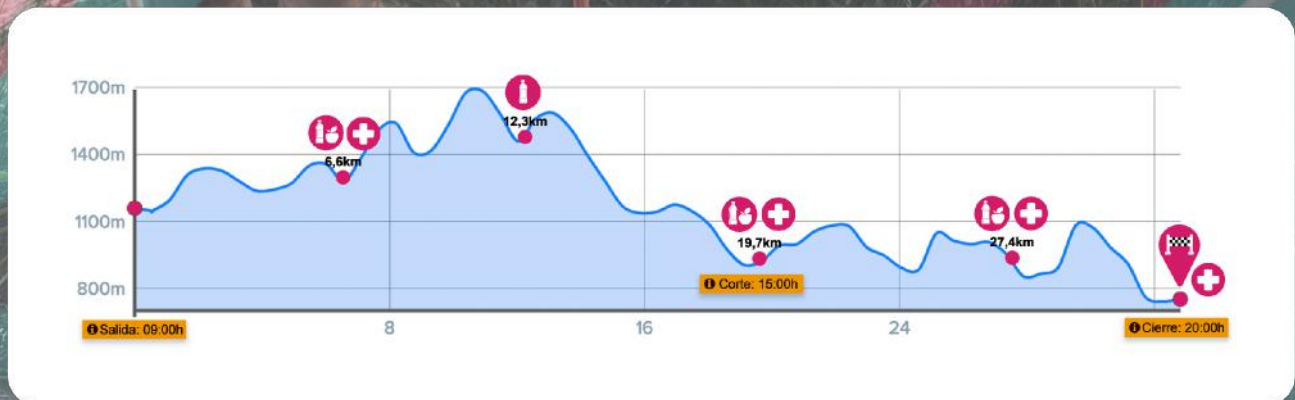 1700m
1400m
1100m
800m
6,6km
12,3km
19,7km
27,4km
Corte: 15:00h
Salida: 09:00h
8
16
24
Cierre: 20:00h